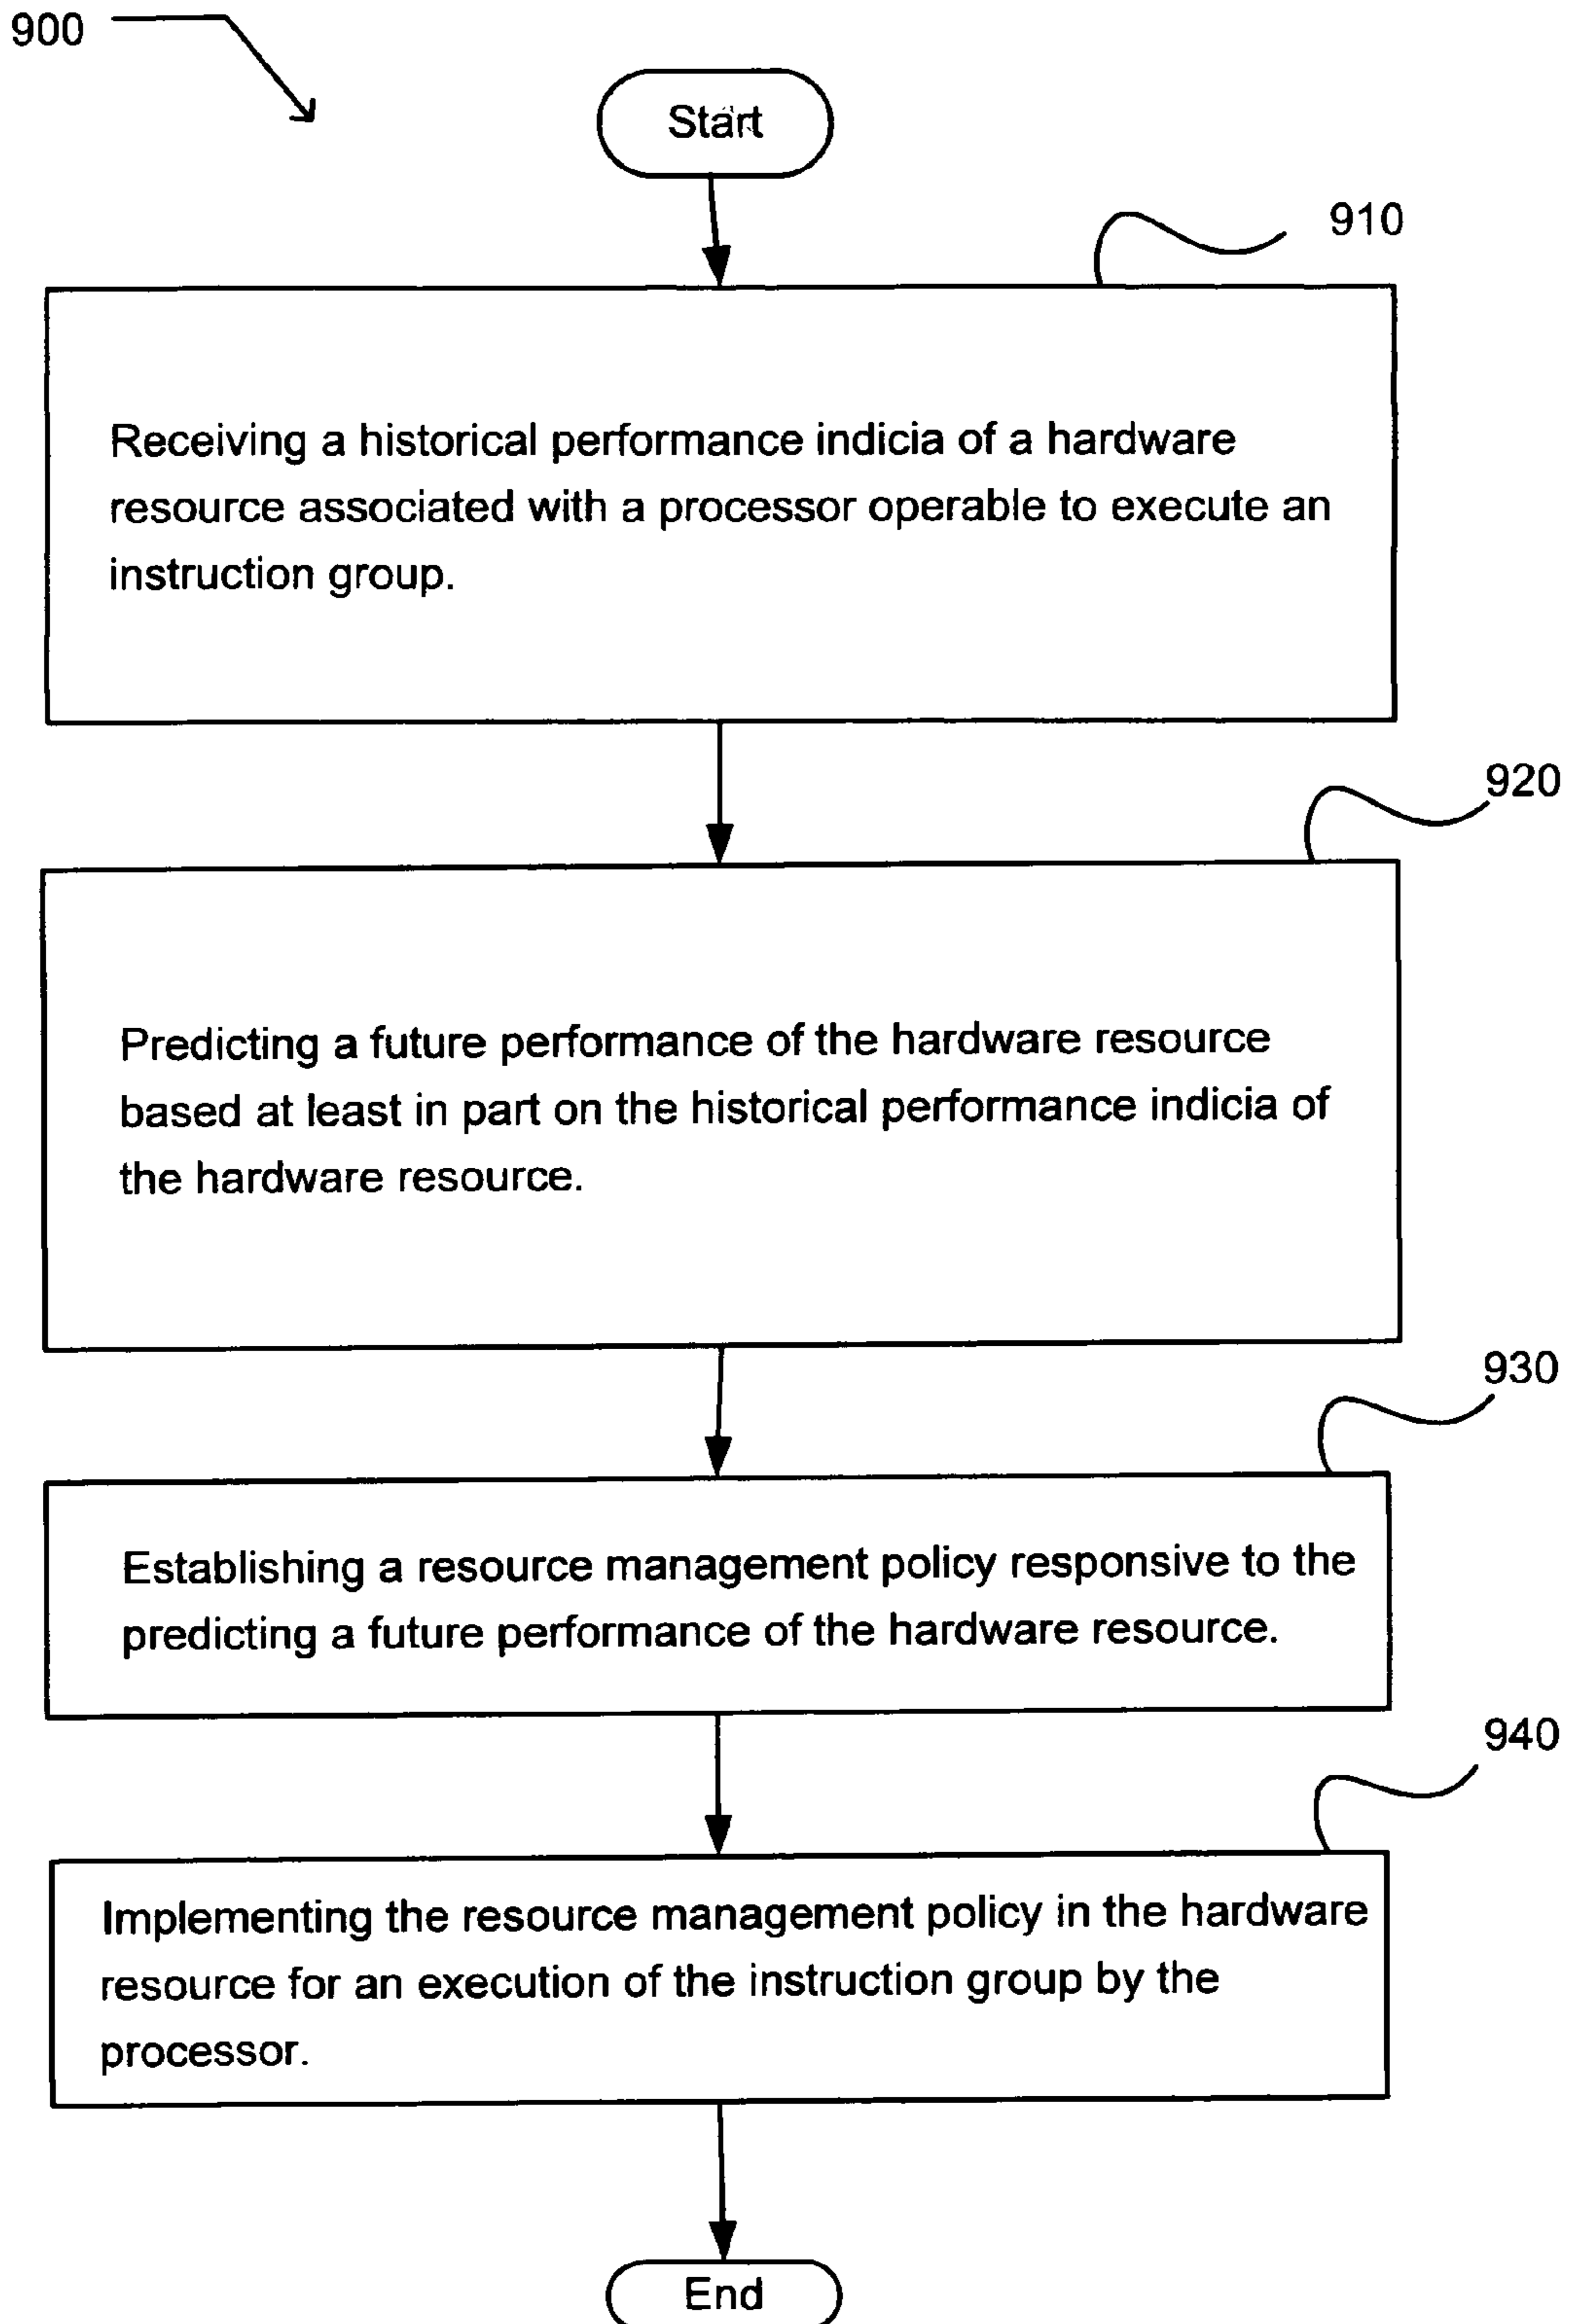 900
Start
910
Receiving a historical performance indicia of a hardware
resource associated with a processor operable to execute an
instruction group.
920
Predicting a future performance of the hardware resource
based at least in part on the historical performance indicia of
the hardware resource.
930
Establishing a resource management policy responsive to the
predicting a future performance of the hardware resource.
940
Implementing the resource management policy in the hardware
resource for an execution of the instruction group by the
processor.
End